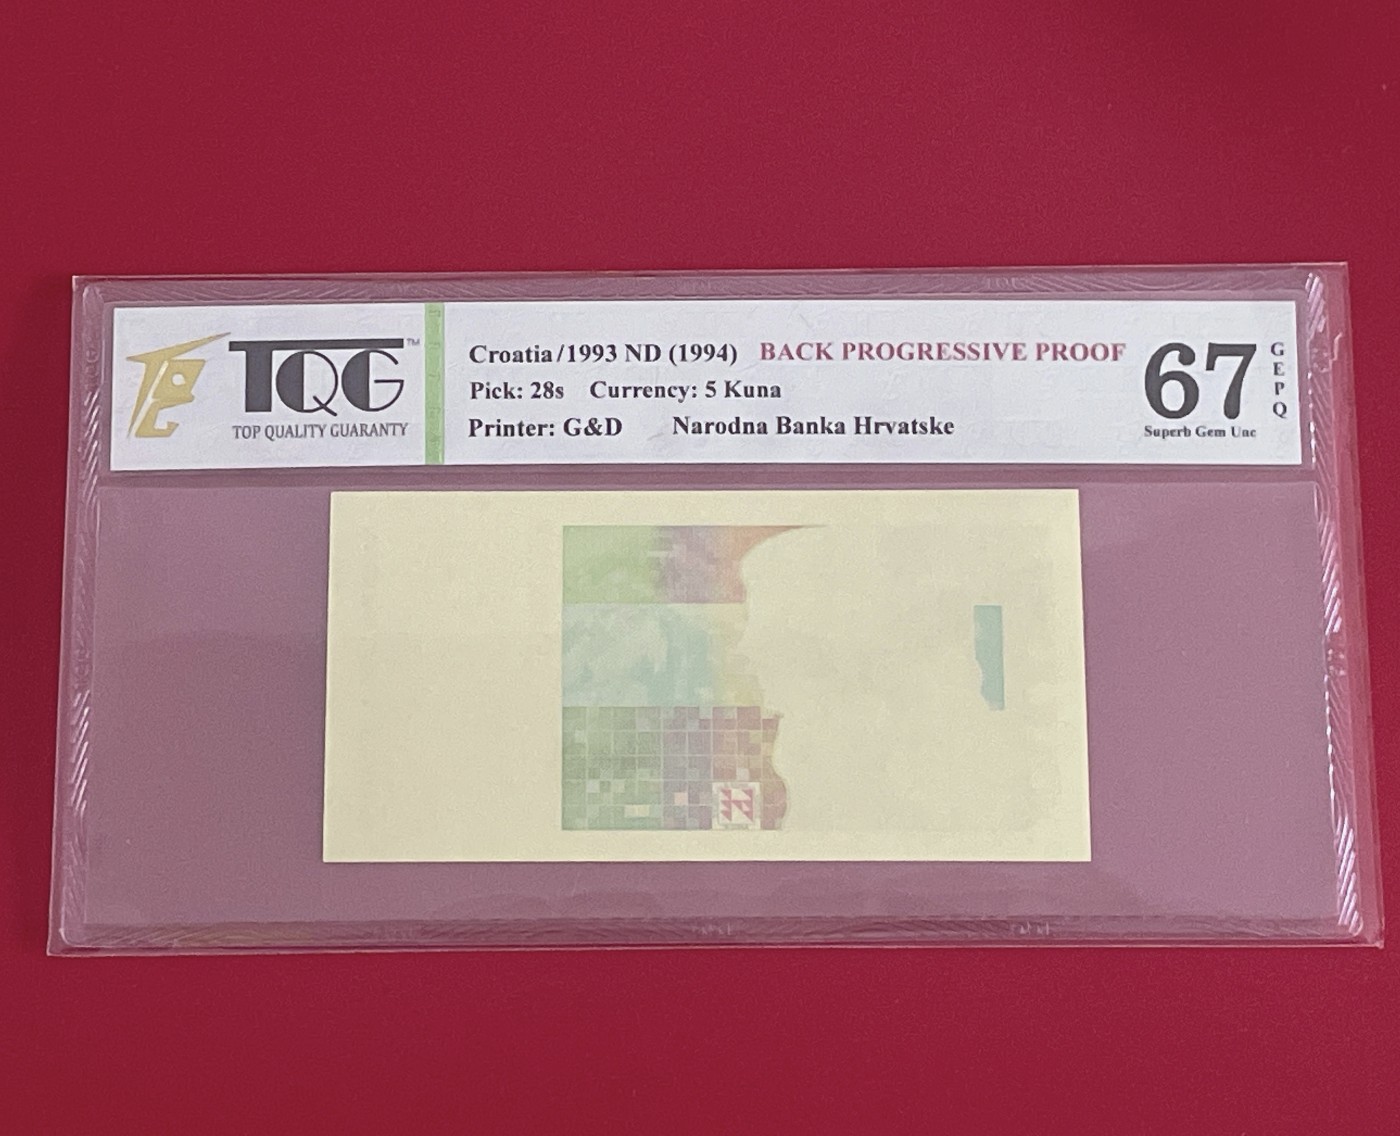 TQG™
TOP QUALITY GUARANTY
Croatia/1993 ND (1994) BACK PROGRESSIVE PROOF
Pick: 28s Currency: 5 Kuna
Printer: G&D Narodna Banka Hrvatske
67
Superb Gem Unc
GEPQ